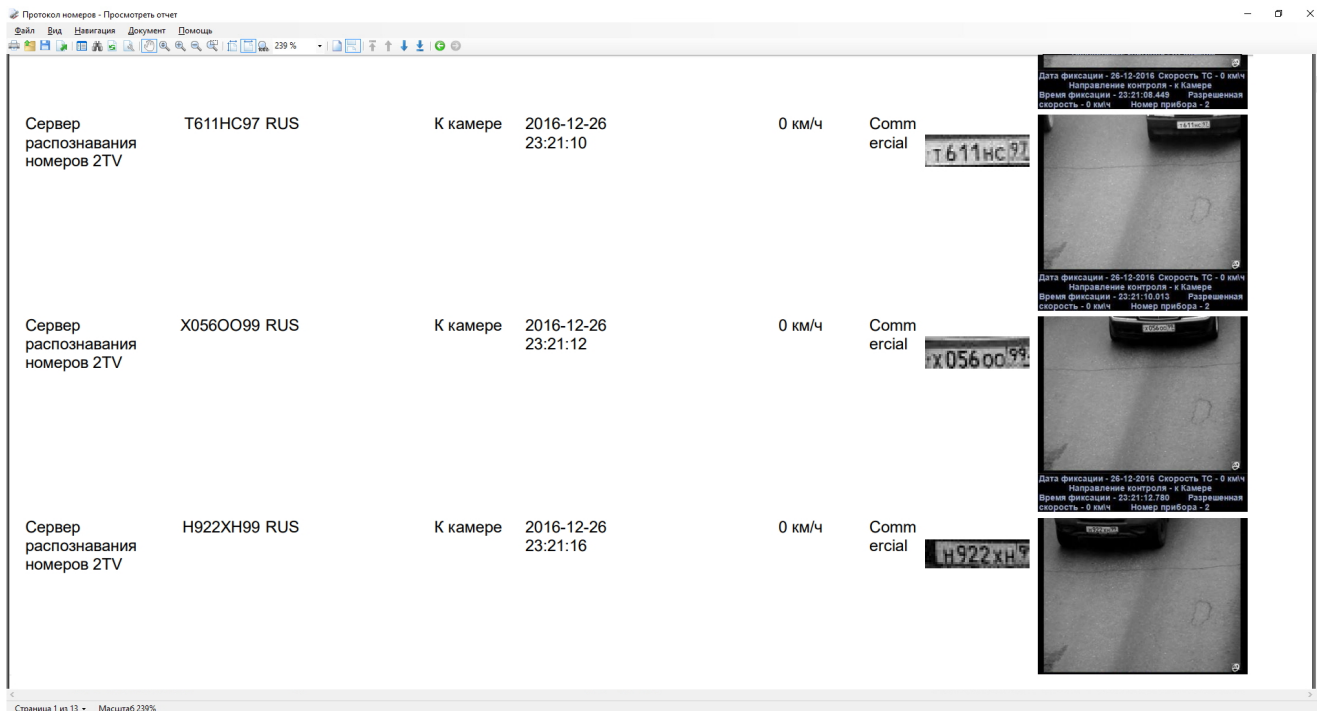 Протокол номеров - Просмотреть отчет
Файл Вид Навигация Документ Помощь
239 %
Дата фиксации - 26-12-2016 Скорость ТС - 0 км\ч
Направление контроля - к Камере
Время фиксации - 23:21:08.449 Разрешенная
скорость - 0 км\ч Номер прибора - 2
Сервер
распознавания
номеров 2TV
T611HC97 RUS
К камере
2016-12-26
23:21:10
0 км/ч
Comm
ercial
Т611НС 97
Т611НС97
Дата фиксации - 26-12-2016 Скорость ТС - 0 км\ч
Направление контроля - к Камере
Время фиксации - 23:21:10.013 Разрешенная
скорость - 0 км\ч Номер прибора - 2
Сервер
распознавания
номеров 2TV
X056OO99 RUS
К камере
2016-12-26
23:21:12
0 км/ч
Comm
ercial
Х056ОО 99
Х056ОО99
Дата фиксации - 26-12-2016 Скорость ТС - 0 км\ч
Направление контроля - к Камере
Время фиксации - 23:21:12.780 Разрешенная
скорость - 0 км\ч Номер прибора - 2
Сервер
распознавания
номеров 2TV
H922XH99 RUS
К камере
2016-12-26
23:21:16
0 км/ч
Comm
ercial
Н922ХН 9
Страница 1 из 13 Масштаб 239%